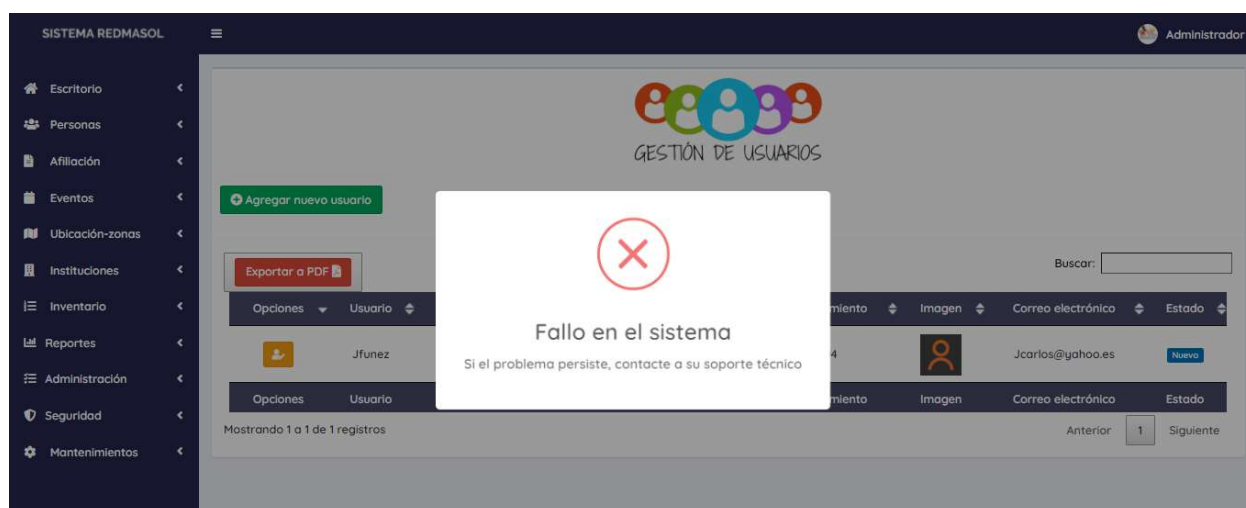 SISTEMA REDMASOL
Administrador
Escritorio
Personas
Afiliación
Eventos
Ubicación-zonas
Instituciones
Inventario
Reportes
Administración
Seguridad
Mantenimientos
GESTIÓN DE USUARIOS
Agregar nuevo usuario
Exportar a PDF
Buscar:
Opciones Usuario miento Imagen Correo electrónico Estado
Jfunez 4 Jcarlos@yahoo.es Nuevo
Opciones Usuario miento Imagen Correo electrónico Estado
Mostrando 1 a 1 de 1 registros
Anterior 1 Siguiente
Fallo en el sistema
Si el problema persiste, contacte a su soporte técnico